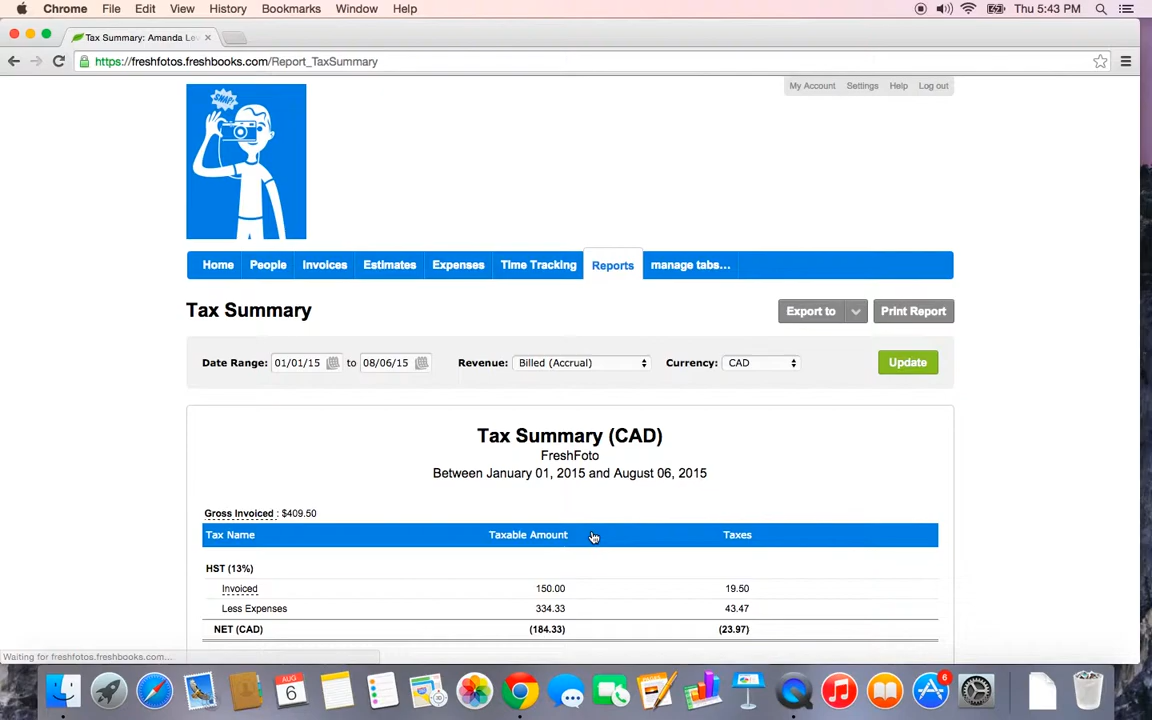 Chrome File Edit View History Bookmarks Window Help Thu 5:43 PM
Tax Summary: Amanda Le
https://freshfotos.freshbooks.com/Report_TaxSummary
My Account Settings Help Log out
SNAP
Home People Invoices Estimates Expenses Time Tracking Reports manage tabs...
Tax Summary Export to Print Report
Date Range: 01/01/15 to 08/06/15 Revenue: Billed (Accrual) Currency: CAD Update
Tax Summary (CAD)
FreshFoto
Between January 01, 2015 and August 06, 2015
Gross Invoiced : $409.50
Tax Name Taxable Amount Taxes
HST (13%)
Invoiced 150.00 19.50
Less Expenses 334.33 43.47
NET (CAD) (184.33) (23.97)
Waiting for freshfotos.freshbooks.com...
AUG
6
6